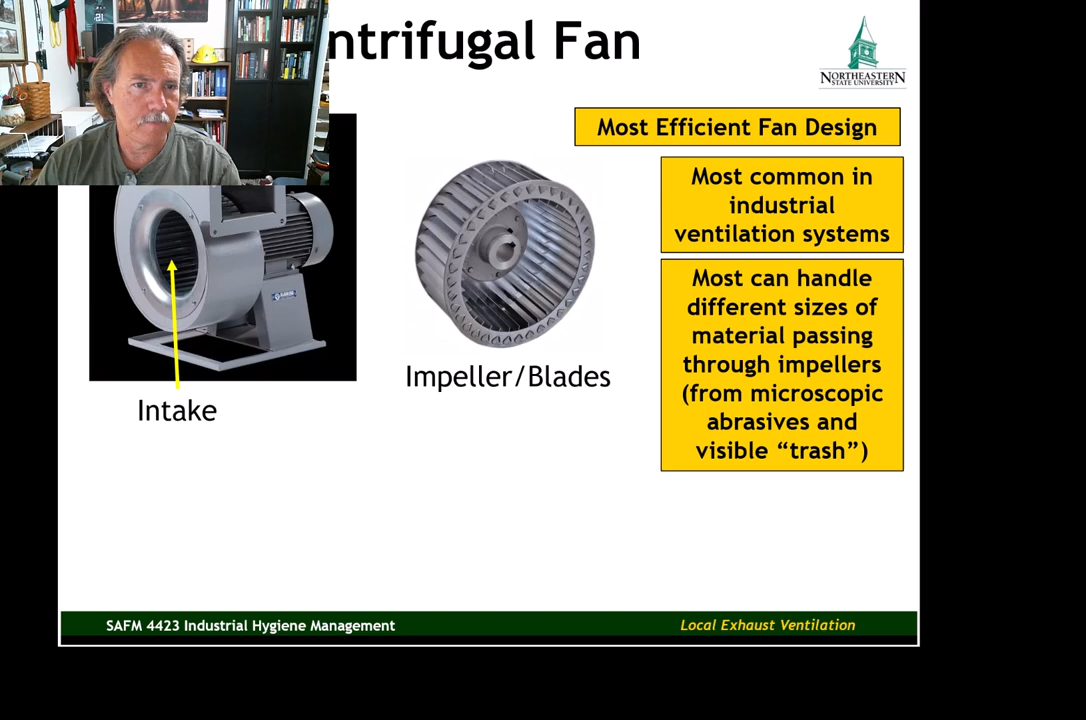 ntrifugal Fan
NORTHEASTERN
STATE UNIVERSITY
Most Efficient Fan Design
Most common in
industrial
ventilation systems
Most can handle
different sizes of
material passing
through impellers
(from microscopic
abrasives and
visible “trash”)
Impeller/Blades
Intake
SAFM 4423 Industrial Hygiene Management
Local Exhaust Ventilation